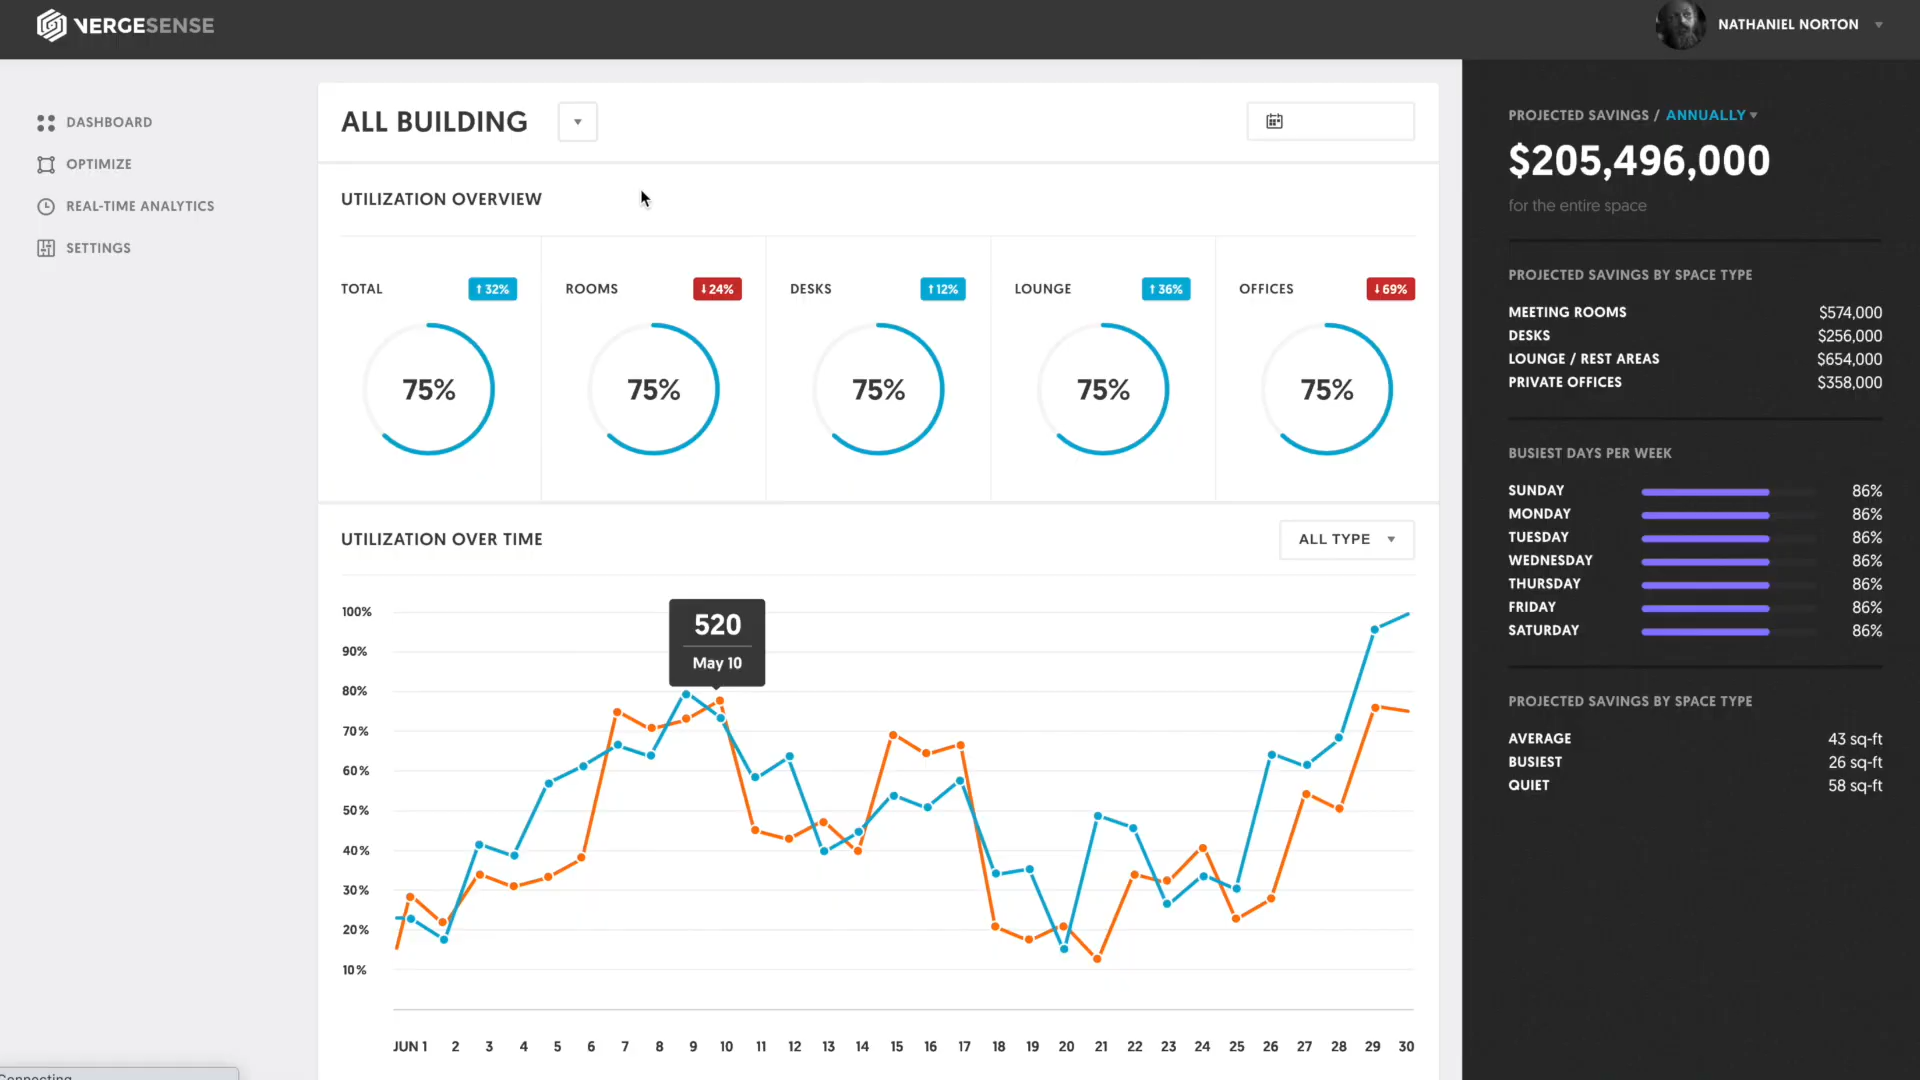 VERGESENSE
NATHANIEL NORTON
DASHBOARD
OPTIMIZE
REAL-TIME ANALYTICS
SETTINGS
ALL BUILDING
UTILIZATION OVERVIEW
TOTAL ↑32%
75%
ROOMS ↓24%
75%
DESKS ↑12%
75%
LOUNGE ↑36%
75%
OFFICES ↓69%
75%
UTILIZATION OVER TIME
ALL TYPE
520
May 10
100%
90%
80%
70%
60%
50%
40%
30%
20%
10%
JUN 1 2 3 4 5 6 7 8 9 10 11 12 13 14 15 16 17 18 19 20 21 22 23 24 25 26 27 28 29 30
PROJECTED SAVINGS / ANNUALLY
$205,496,000
for the entire space
PROJECTED SAVINGS BY SPACE TYPE
MEETING ROOMS $574,000
DESKS $256,000
LOUNGE / REST AREAS $654,000
PRIVATE OFFICES $358,000
BUSIEST DAYS PER WEEK
SUNDAY 86%
MONDAY 86%
TUESDAY 86%
WEDNESDAY 86%
THURSDAY 86%
FRIDAY 86%
SATURDAY 86%
PROJECTED SAVINGS BY SPACE TYPE
AVERAGE 43 sq-ft
BUSIEST 26 sq-ft
QUIET 58 sq-ft